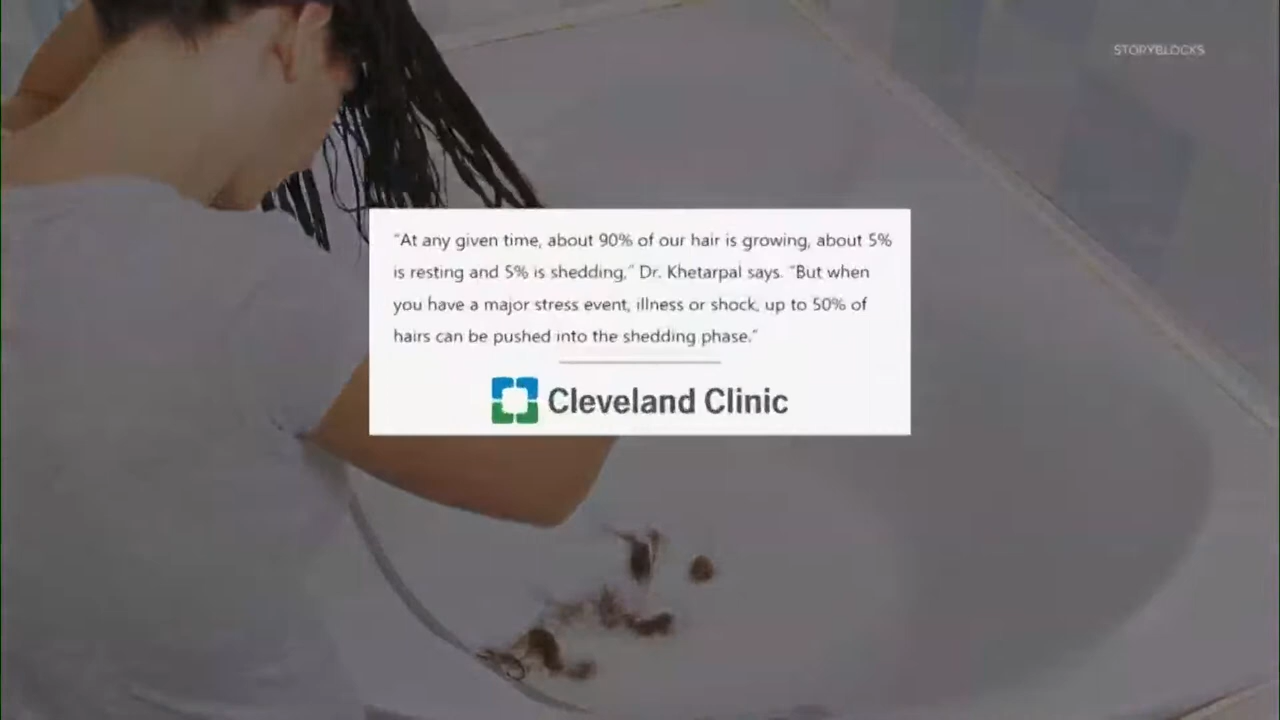 STORYBLOCKS
"At any given time, about 90% of our hair is growing, about 5%
is resting and 5% is shedding," Dr. Khetarpal says. "But when
you have a major stress event, illness or shock, up to 50% of
hairs can be pushed into the shedding phase."
Cleveland Clinic